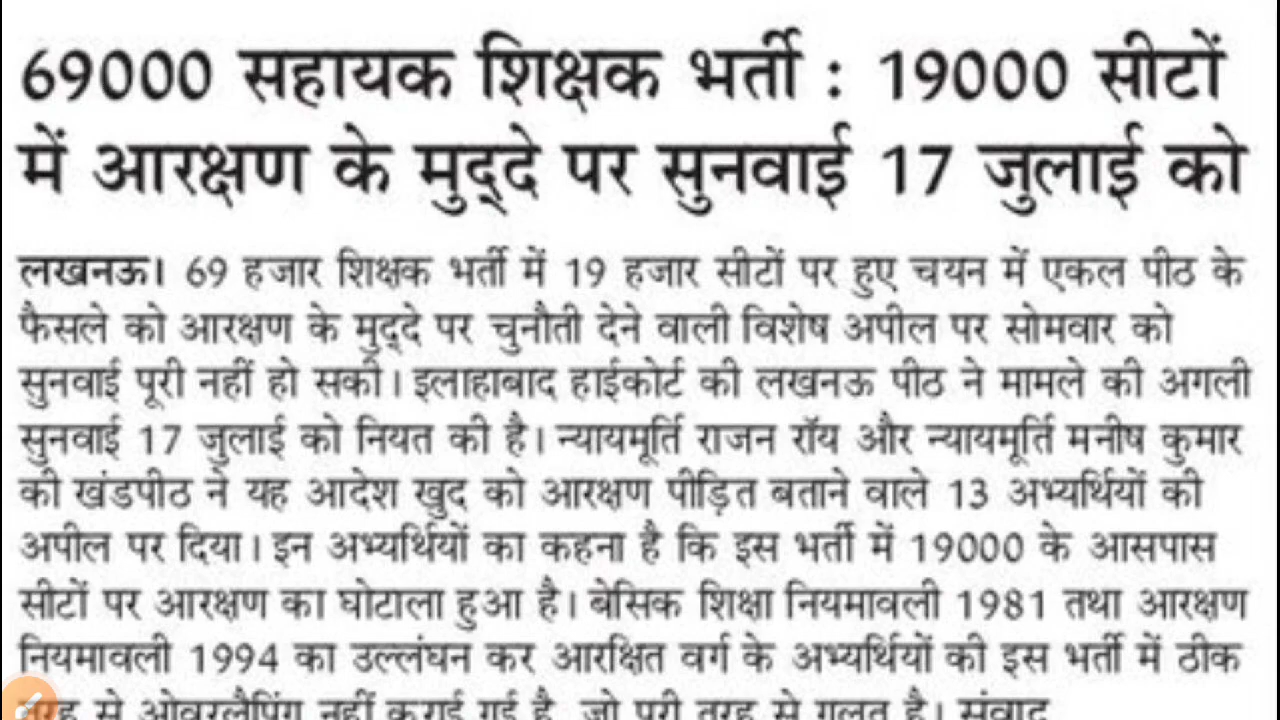 69000 सहायक शिक्षक भर्ती : 19000 सीटों
में आरक्षण के मुद्दे पर सुनवाई 17 जुलाई को
लखनऊ। 69 हजार शिक्षक भर्ती में 19 हजार सीटों पर हुए चयन में एकल पीठ के
फैसले को आरक्षण के मुद्दे पर चुनौती देने वाली विशेष अपील पर सोमवार को
सुनवाई पूरी नहीं हो सकी। इलाहाबाद हाईकोर्ट की लखनऊ पीठ ने मामले की अगली
सुनवाई 17 जुलाई को नियत की है। न्यायमूर्ति राजन रॉय और न्यायमूर्ति मनीष कुमार
की खंडपीठ ने यह आदेश खुद को आरक्षण पीड़ित बताने वाले 13 अभ्यर्थियों की
अपील पर दिया। इन अभ्यर्थियों का कहना है कि इस भर्ती में 19000 के आसपास
सीटों पर आरक्षण का घोटाला हुआ है। बेसिक शिक्षा नियमावली 1981 तथा आरक्षण
नियमावली 1994 का उल्लंघन कर आरक्षित वर्ग के अभ्यर्थियों की इस भर्ती में ठीक
तरह से ओवरलैपिंग नहीं कराई गई है, जो पूरी तरह से गलत है। संवाद